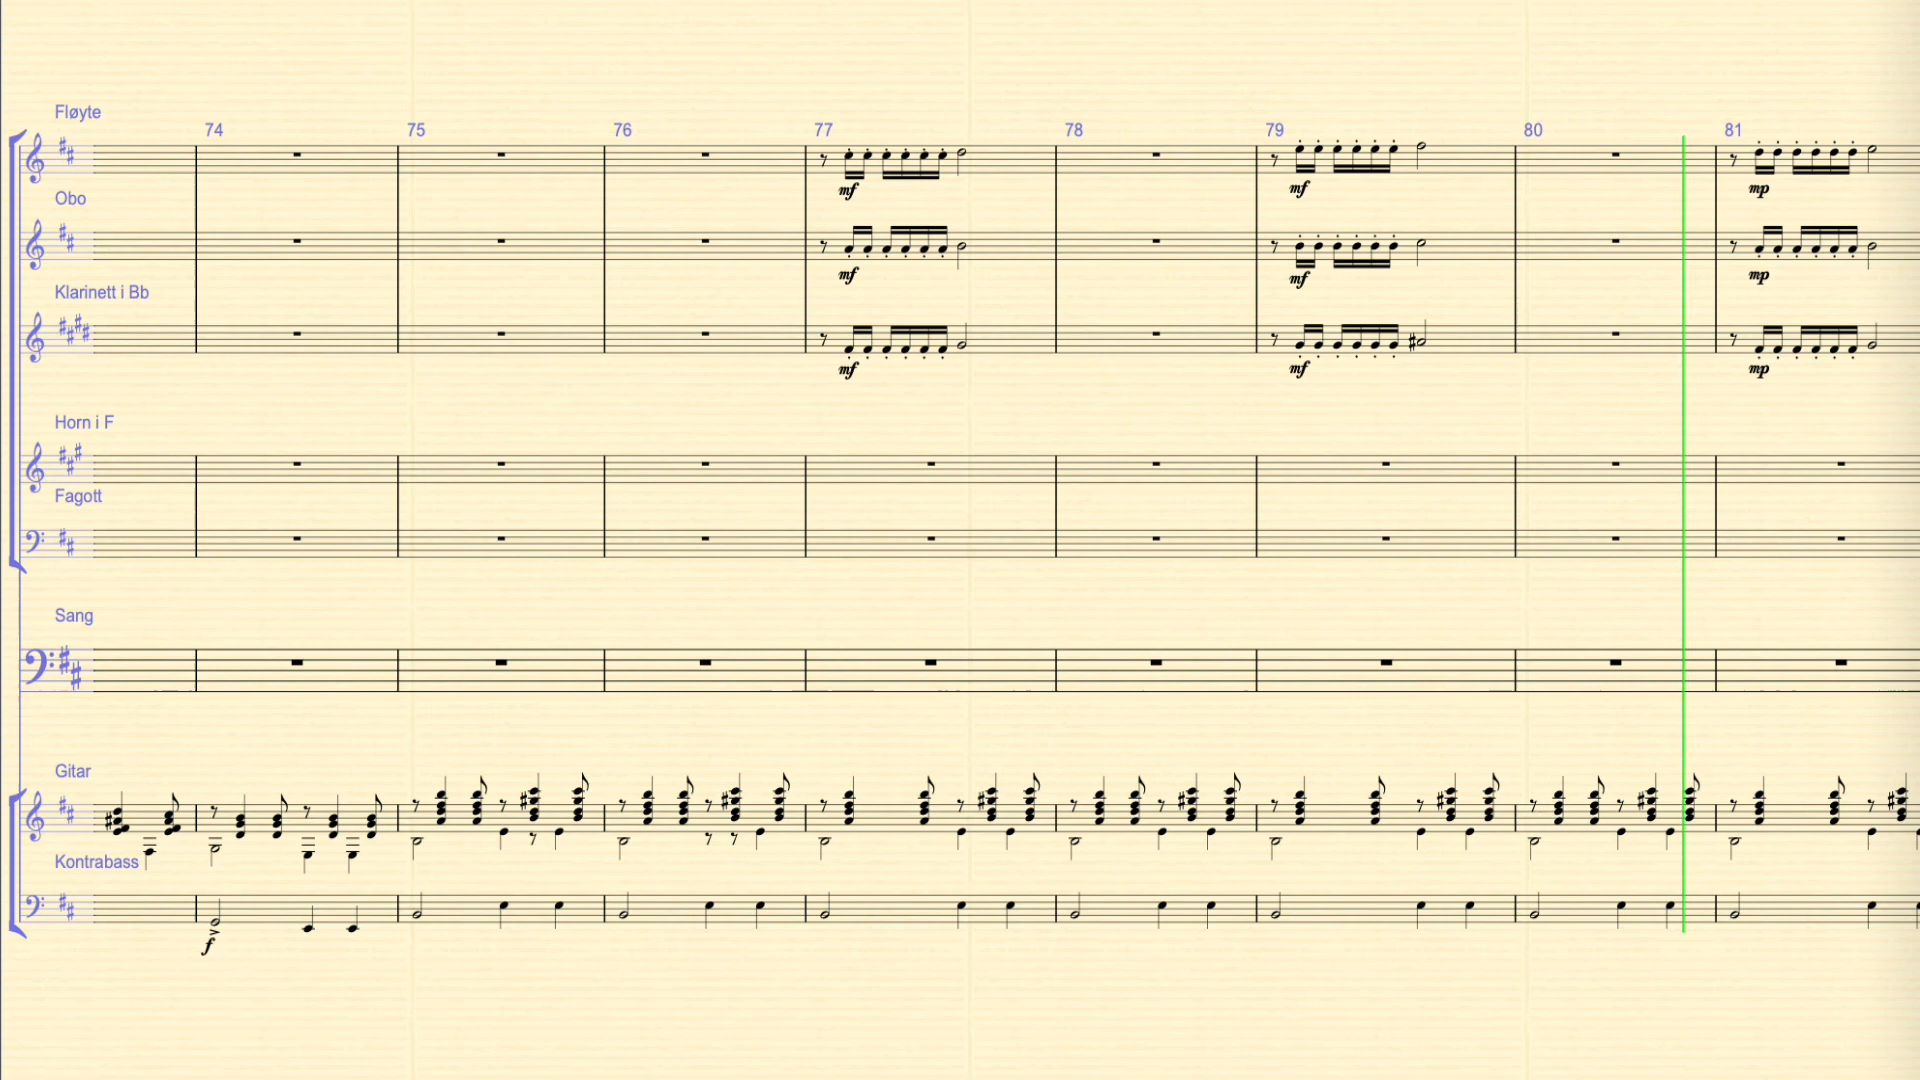 Fløyte
74 75 76 77 78 79 80 81
mf mf mp
Obo
mf mf mp
Klarinett i Bb
mf mf mp
Horn i F
Fagott
Sang
Gitar
Kontrabass
f